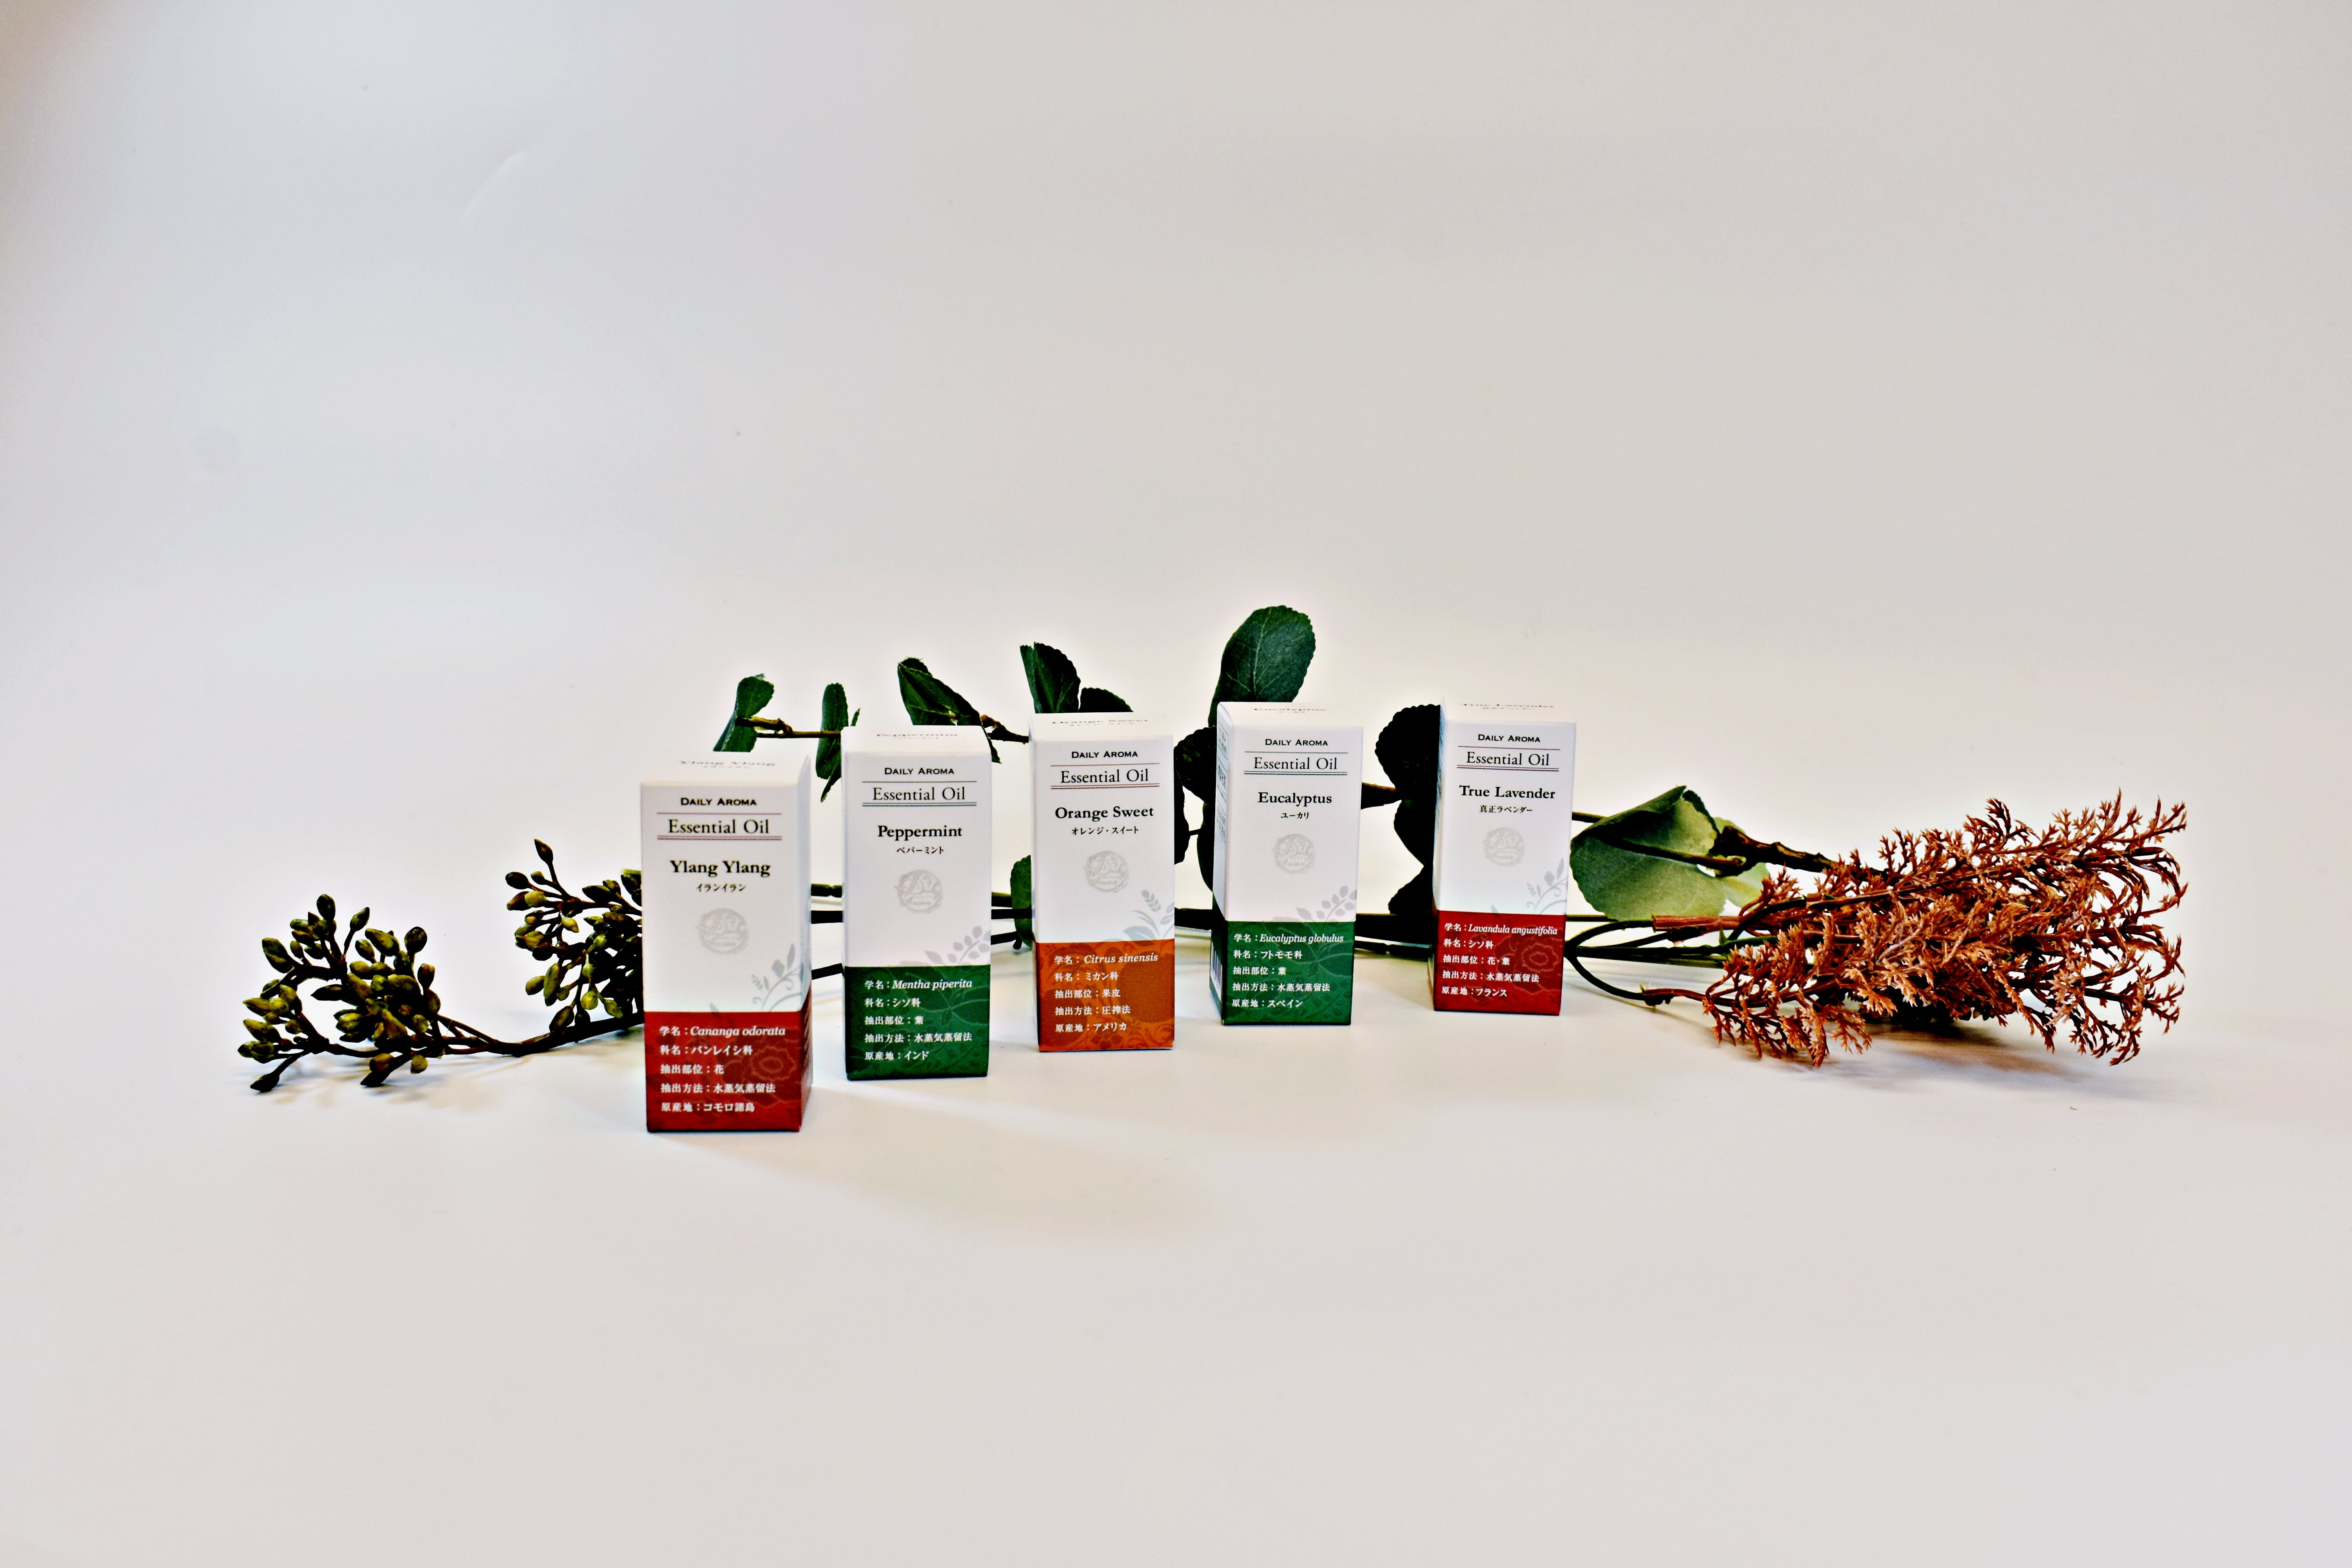 Ylang Ylang
DAILY AROMA
Essential Oil
Ylang Ylang
イランイラン
学名：Cananga odorata
科名：バンレイシ科
抽出部位：花
抽出方法：水蒸気蒸留法
原産地：コモロ諸島
Peppermint
DAILY AROMA
Essential Oil
Peppermint
ペパーミント
学名：Mentha piperita
科名：シソ科
抽出部位：葉
抽出方法：水蒸気蒸留法
原産地：インド
Orange Sweet
DAILY AROMA
Essential Oil
Orange Sweet
オレンジ・スイート
学名：Citrus sinensis
科名：ミカン科
抽出部位：果皮
抽出方法：圧搾法
原産地：アメリカ
Eucalyptus
DAILY AROMA
Essential Oil
Eucalyptus
ユーカリ
学名：Eucalyptus globulus
科名：フトモモ科
抽出部位：葉
抽出方法：水蒸気蒸留法
原産地：スペイン
True Lavender
DAILY AROMA
Essential Oil
True Lavender
真正ラベンダー
学名：Lavandula angustifolia
科名：シソ科
抽出部位：花・葉
抽出方法：水蒸気蒸留法
原産地：フランス